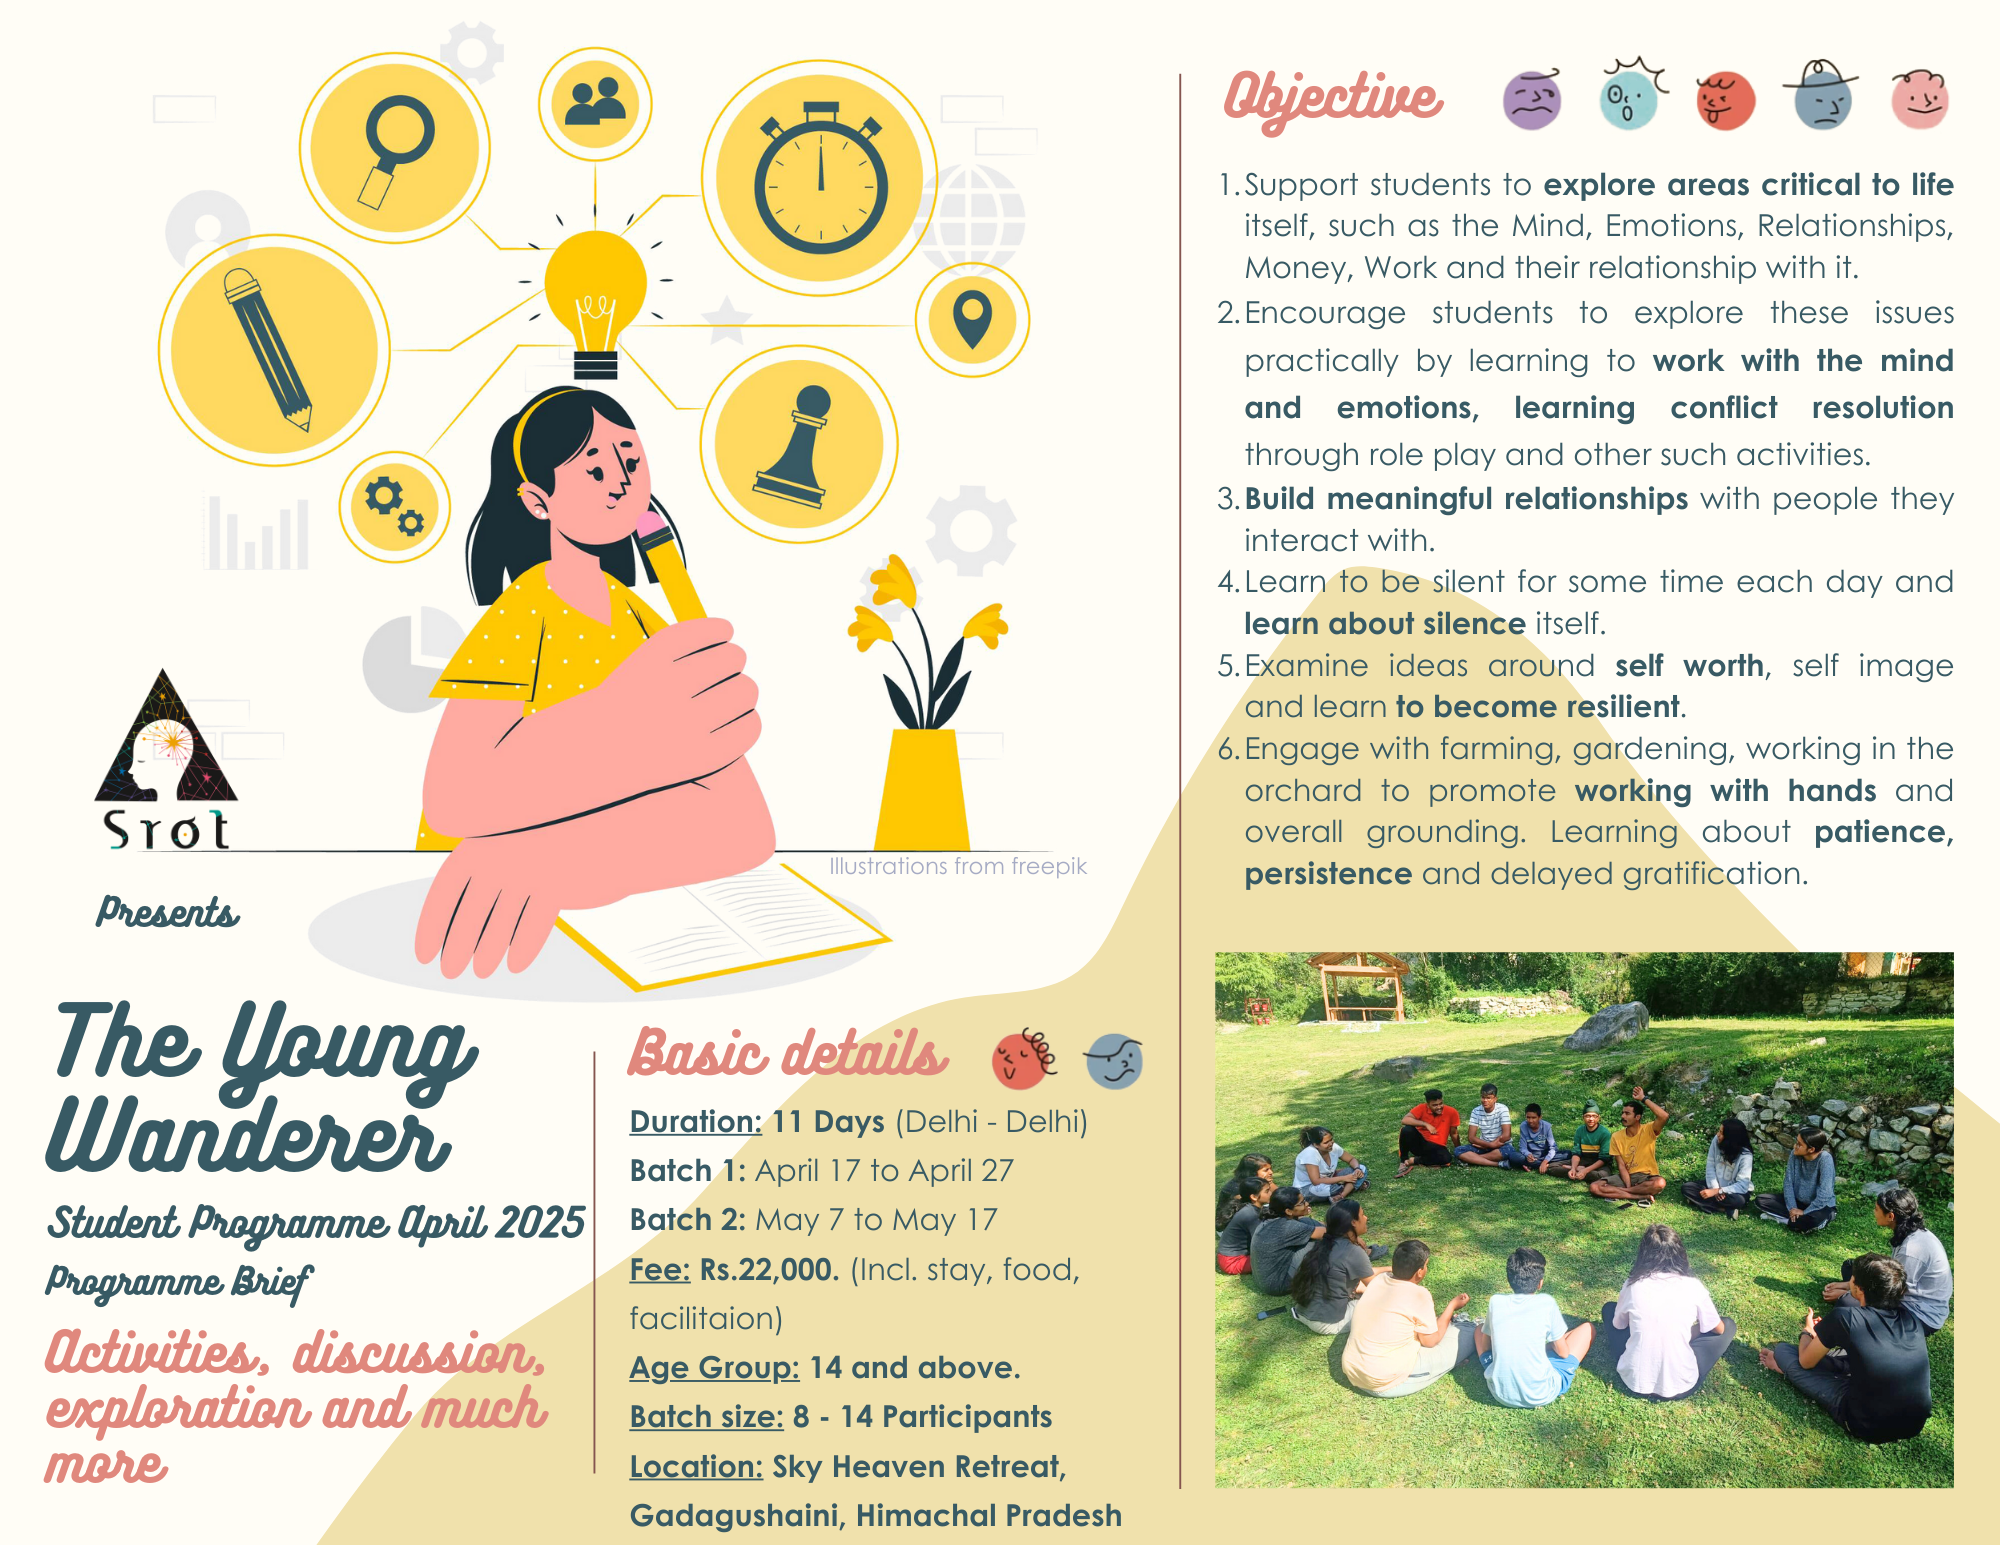 Srot
Presents
The Young
Wanderer
Student Programme April 2025
Programme Brief
Activities, discussion,
exploration and much
more
Illustrations from freepik
Basic details
Duration: 11 Days (Delhi - Delhi)
Batch 1: April 17 to April 27
Batch 2: May 7 to May 17
Fee: Rs.22,000. (Incl. stay, food,
facilitaion)
Age Group: 14 and above.
Batch size: 8 - 14 Participants
Location: Sky Heaven Retreat,
Gadagushaini, Himachal Pradesh
Objective
1. Support students to explore areas critical to life
itself, such as the Mind, Emotions, Relationships,
Money, Work and their relationship with it.
2. Encourage students to explore these issues
practically by learning to work with the mind
and emotions, learning conflict resolution
through role play and other such activities.
3. Build meaningful relationships with people they
interact with.
4. Learn to be silent for some time each day and
learn about silence itself.
5. Examine ideas around self worth, self image
and learn to become resilient.
6. Engage with farming, gardening, working in the
orchard to promote working with hands and
overall grounding. Learning about patience,
persistence and delayed gratification.